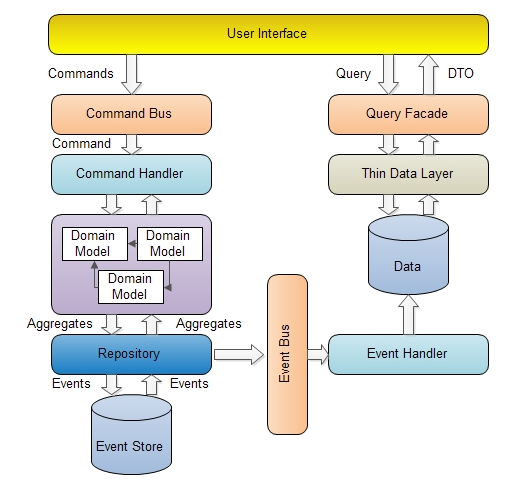 User Interface
Commands
Query
DTO
Command Bus
Query Facade
Command
Command Handler
Thin Data Layer
Domain
Model
Domain
Model
Domain
Model
Data
Aggregates
Aggregates
Repository
Event Bus
Event Handler
Events
Events
Event Store